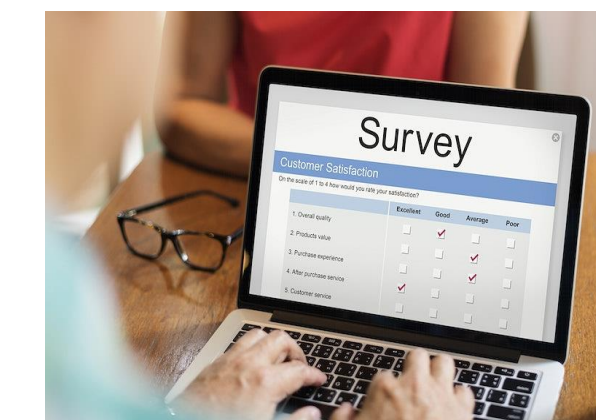 Survey
Customer Satisfaction
On the scale of 1 to 4 how would you rate your satisfaction?
Excellent Good Average Poor
1. Overall quality
2. Products value
3. Purchase experience
4. After purchase service
5. Customer service